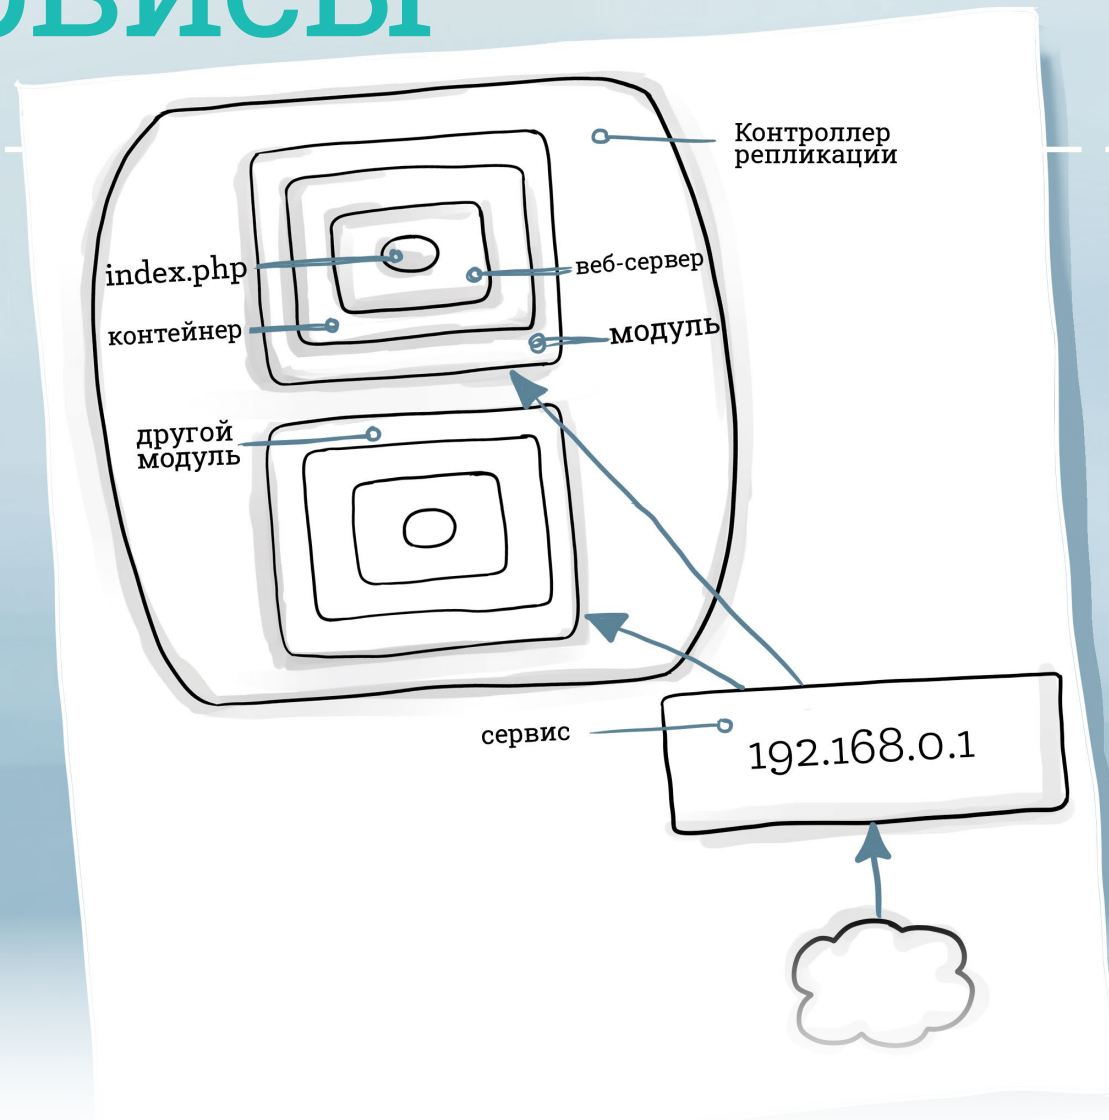 Контроллер
репликации
index.php
веб-сервер
контейнер
модуль
другой
модуль
сервис
192.168.0.1